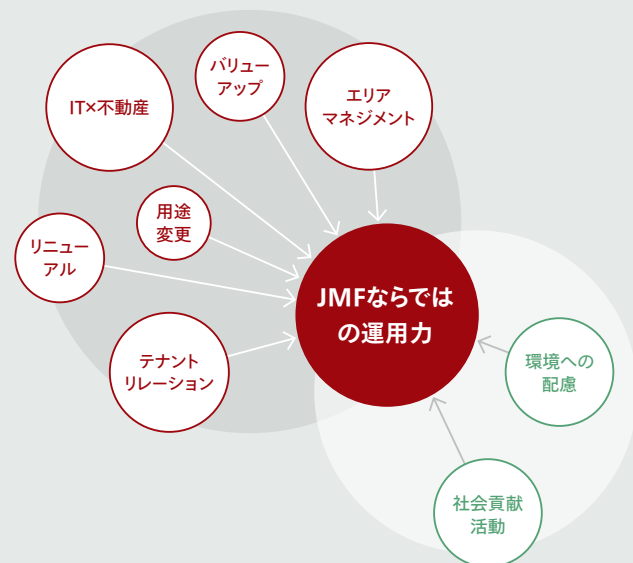 バリュー
アップ
エリア
マネジメント
IT×不動産
用途
変更
リニュー
アル
JMFならでは
の運用力
テナント
リレーション
環境への
配慮
社会貢献
活動